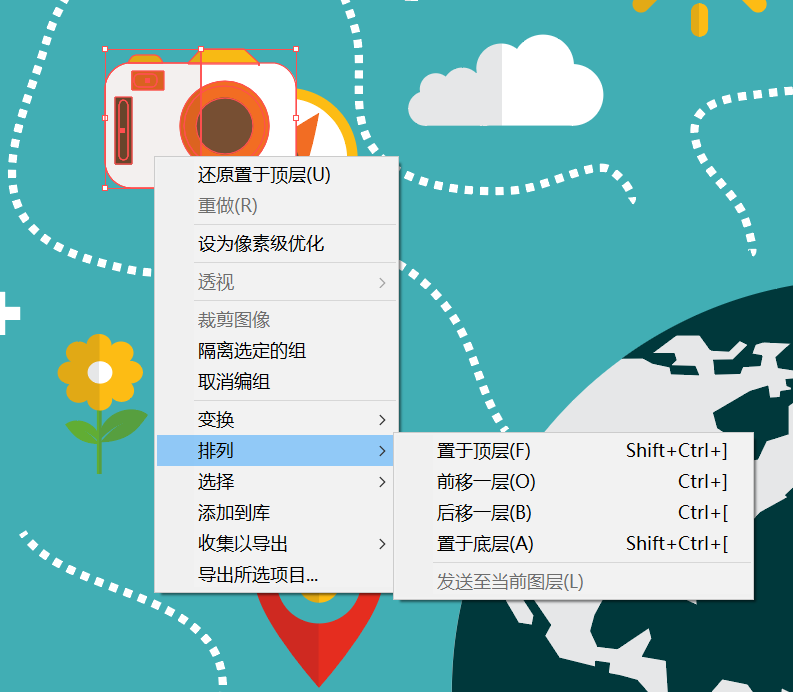 还原置于顶层(U)
重做(R)
设为像素级优化
透视
裁剪图像
隔离选定的组
取消编组
变换
排列
选择
添加到库
收集以导出
导出所选项目...
置于顶层(F) Shift+Ctrl+]
前移一层(O) Ctrl+]
后移一层(B) Ctrl+[
置于底层(A) Shift+Ctrl+[
发送至当前图层(L)